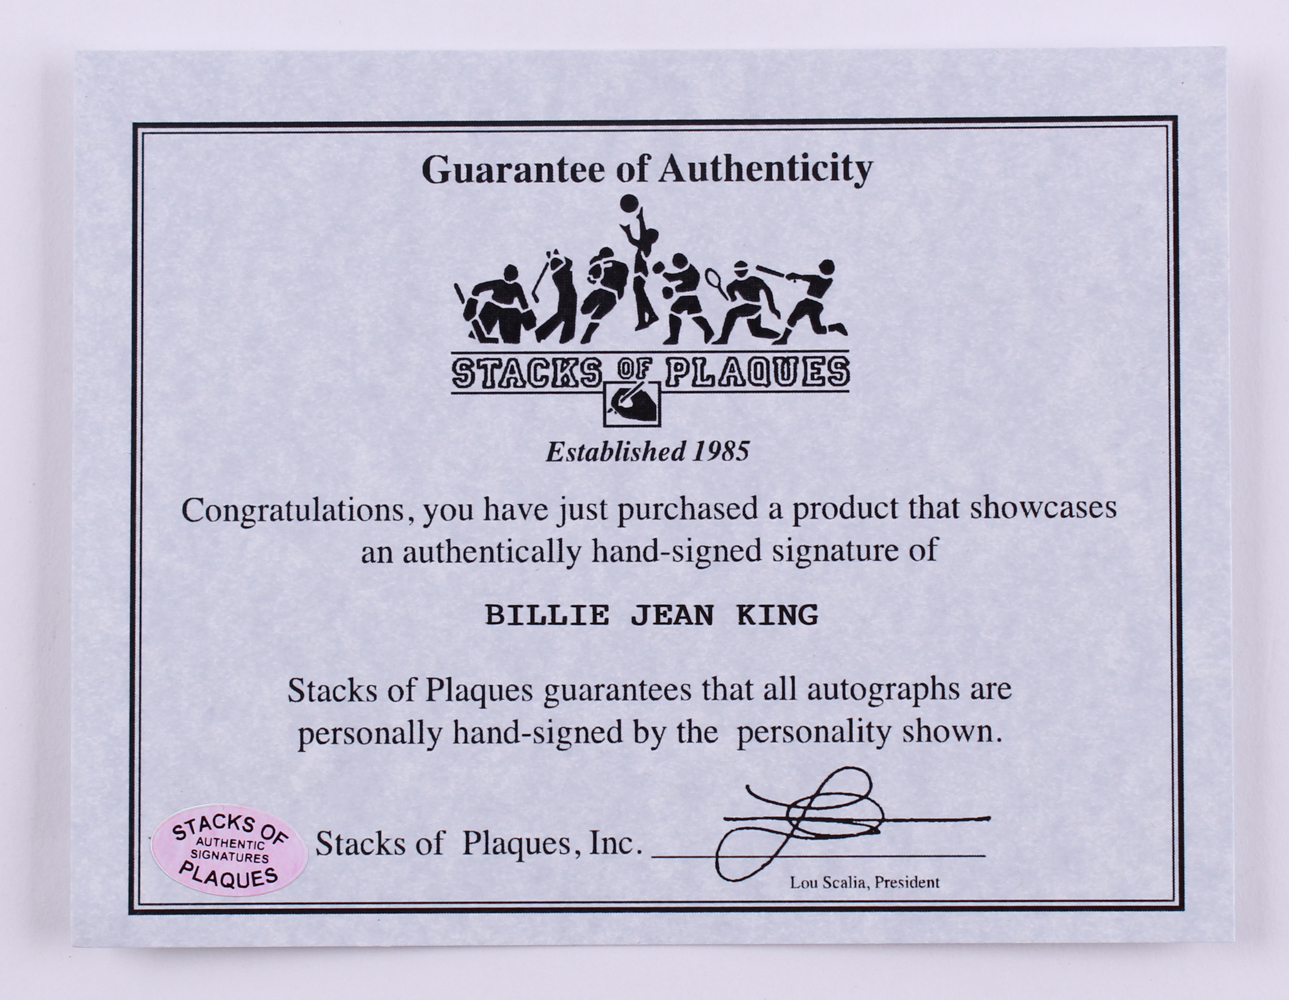 Guarantee of Authenticity
STACKS OF PLAQUES
Established 1985
Congratulations, you have just purchased a product that showcases
an authentically hand-signed signature of
BILLIE JEAN KING
Stacks of Plaques guarantees that all autographs are
personally hand-signed by the personality shown.
STACKS OF
AUTHENTIC
SIGNATURES
PLAQUES
Stacks of Plaques, Inc.
Lou Scalia, President